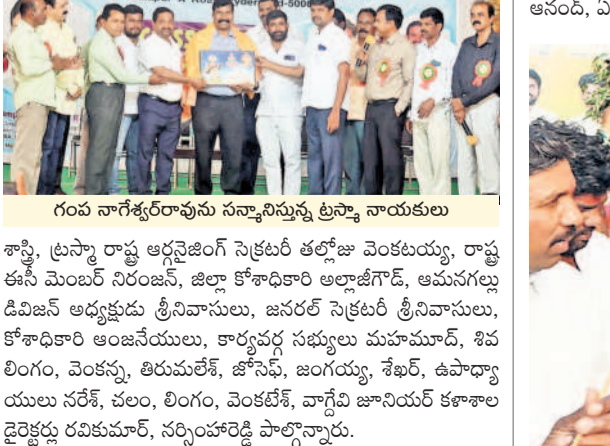 ఆనంద్, ఏ
గంప నాగేశ్వర్‌రావును సన్మానిస్తున్న ట్రస్మా నాయకులు
శాస్త్రి, ట్రస్మా రాష్ట్ర ఆర్గనైజింగ్ సెక్రటరీ తల్లోజు వెంకటయ్య, రాష్ట్ర
ఈసీ మెంబర్ నిరంజన్, జిల్లా కోశాధికారి అల్లాజీగౌడ్, ఆమనగల్లు
డివిజన్ అధ్యక్షుడు శ్రీనివాసులు, జనరల్ సెక్రటరీ శ్రీనివాసులు,
కోశాధికారి ఆంజనేయులు, కార్యవర్గ సభ్యులు మహమూద్, శివ
లింగం, వెంకన్న, తిరుమలేశ్, జోసెఫ్, జంగయ్య, శేఖర్, ఉపాధ్యా
యులు నరేశ్, చలం, లింగం, వెంకటేశ్, వాగ్దేవి జూనియర్ కళాశాల
డైరెక్టర్లు రవికుమార్, నర్సింహారెడ్డి పాల్గొన్నారు.